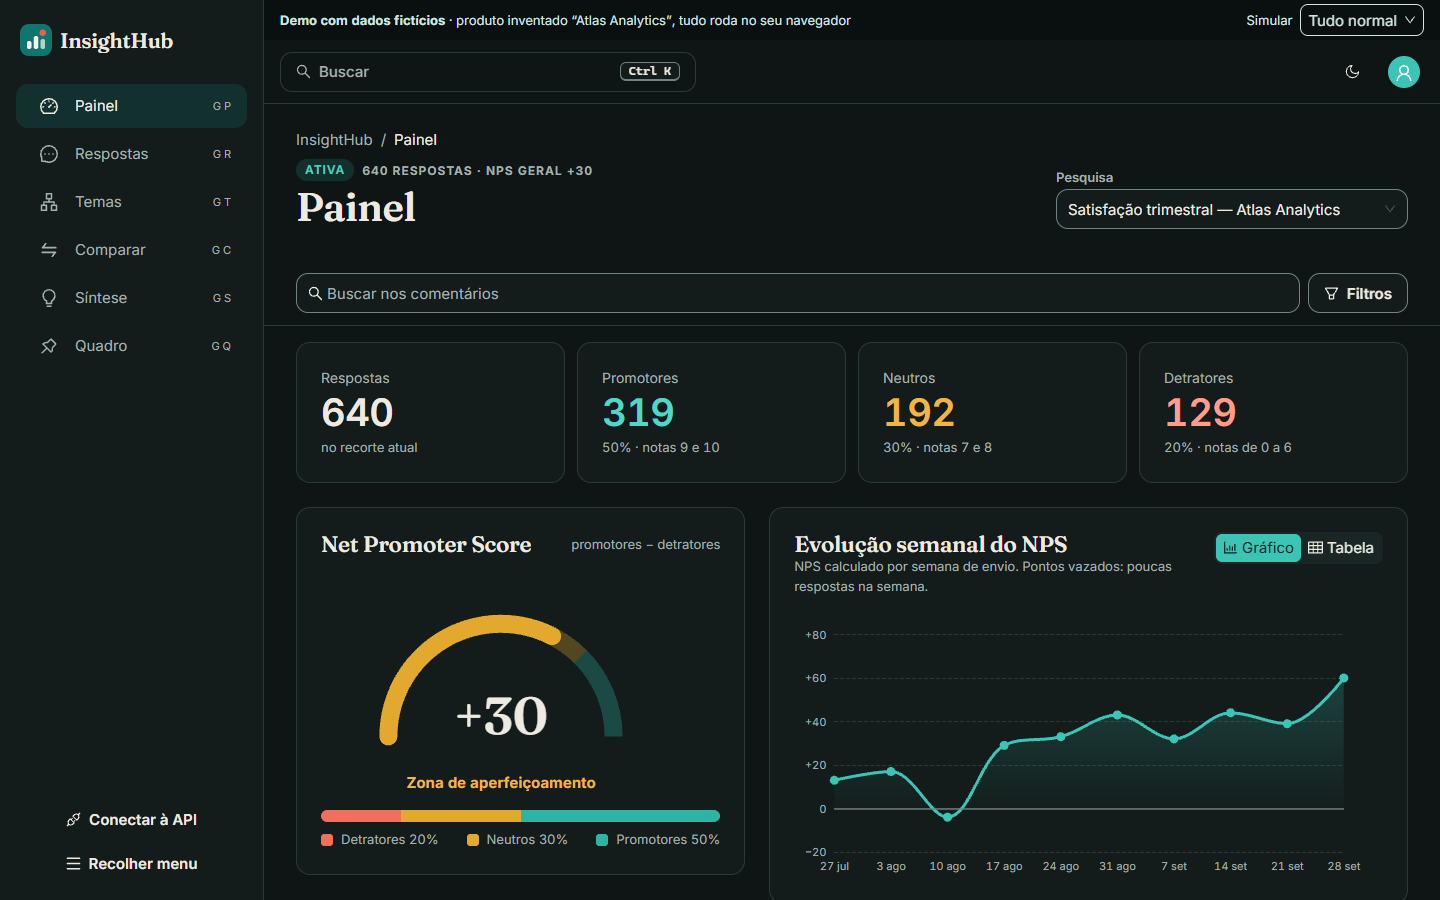 InsightHub
Painel G P
Respostas G R
Temas G T
Comparar G C
Síntese G S
Quadro G Q
Conectar à API
Recolher menu
Demo com dados fictícios · produto inventado “Atlas Analytics”, tudo roda no seu navegador
Simular Tudo normal
Buscar Ctrl K
InsightHub / Painel
ATIVA 640 RESPOSTAS · NPS GERAL +30
Painel
Pesquisa
Satisfação trimestral — Atlas Analytics
Buscar nos comentários
Filtros
Respostas
640
no recorte atual
Promotores
319
50% · notas 9 e 10
Neutros
192
30% · notas 7 e 8
Detratores
129
20% · notas de 0 a 6
Net Promoter Score
promotores − detratores
+30
Zona de aperfeiçoamento
Detratores 20% Neutros 30% Promotores 50%
Evolução semanal do NPS
NPS calculado por semana de envio. Pontos vazados: poucas
respostas na semana.
Gráfico Tabela
+80
+60
+40
+20
0
−20
27 jul 3 ago 10 ago 17 ago 24 ago 31 ago 7 set 14 set 21 set 28 set